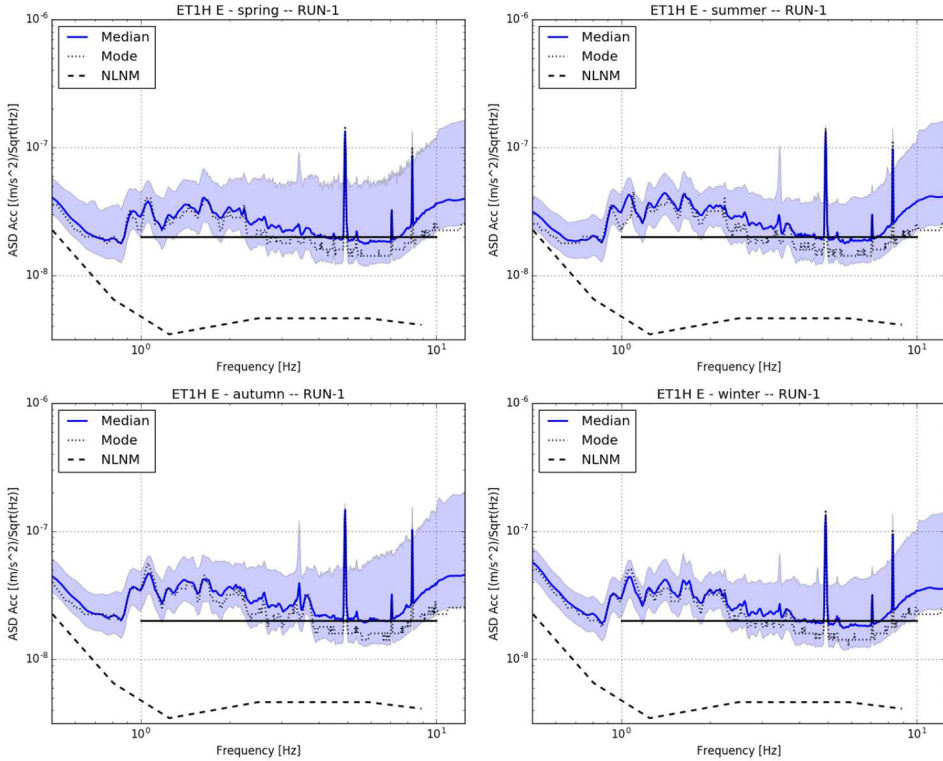 ET1H E - spring -- RUN-1
10^-6
Median
Mode
NLNM
10^-7
10^-8
ASD Acc [(m/s^2)/Sqrt(Hz)]
10^0
10^1
Frequency [Hz]
ET1H E - summer -- RUN-1
10^-6
Median
Mode
NLNM
10^-7
10^-8
ASD Acc [(m/s^2)/Sqrt(Hz)]
10^0
10^1
Frequency [Hz]
ET1H E - autumn -- RUN-1
10^-6
Median
Mode
NLNM
10^-7
10^-8
ASD Acc [(m/s^2)/Sqrt(Hz)]
10^0
10^1
Frequency [Hz]
ET1H E - winter -- RUN-1
10^-6
Median
Mode
NLNM
10^-7
10^-8
ASD Acc [(m/s^2)/Sqrt(Hz)]
10^0
10^1
Frequency [Hz]